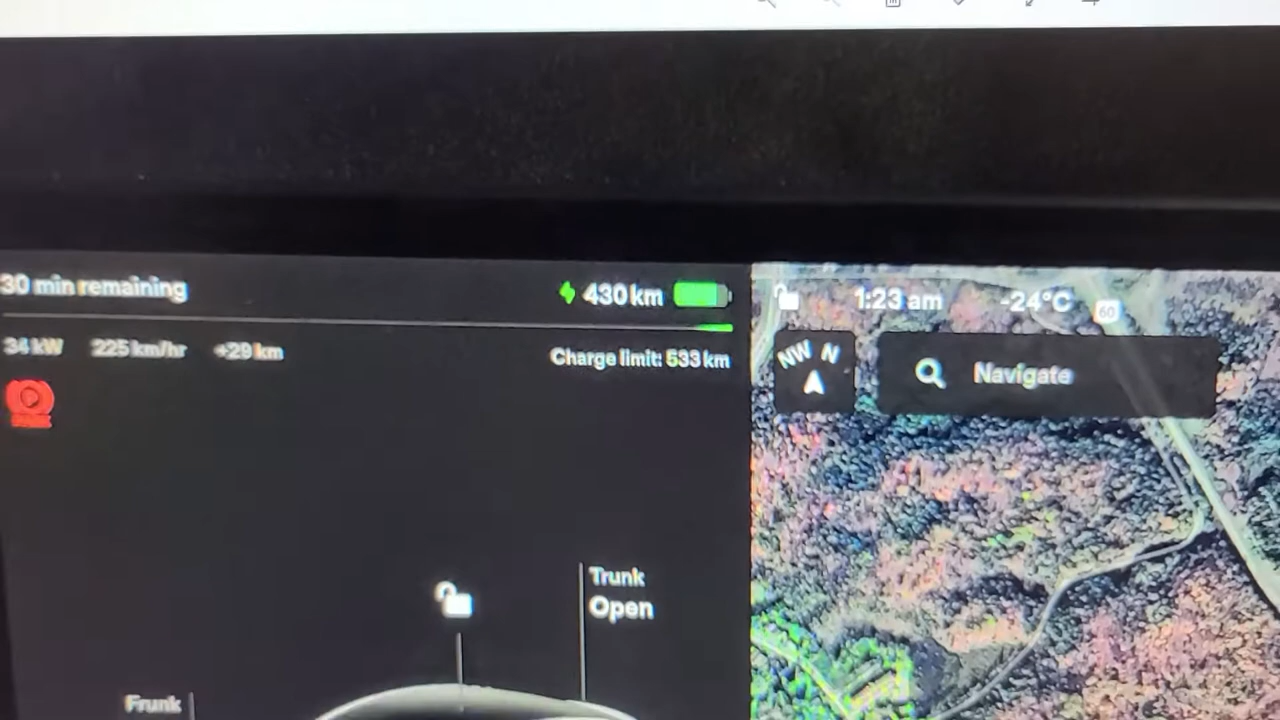 30 min remaining
430 km
34 kW 225 km/hr +29 km
Charge limit: 533 km
Trunk
Open
Frunk
1:23 am -24°C 60
NW N
Navigate